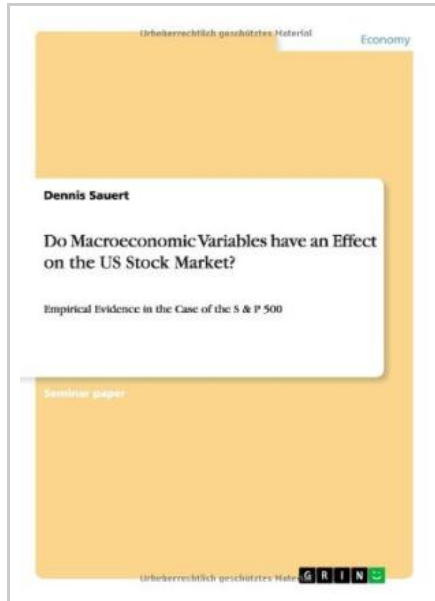 Urheberrechtlich geschütztes Material
Economy
Dennis Sauert
Do Macroeconomic Variables have an Effect
on the US Stock Market?
Empirical Evidence in the Case of the S & P 500
Seminar paper
Urheberrechtlich geschütztes Mate
GRIN